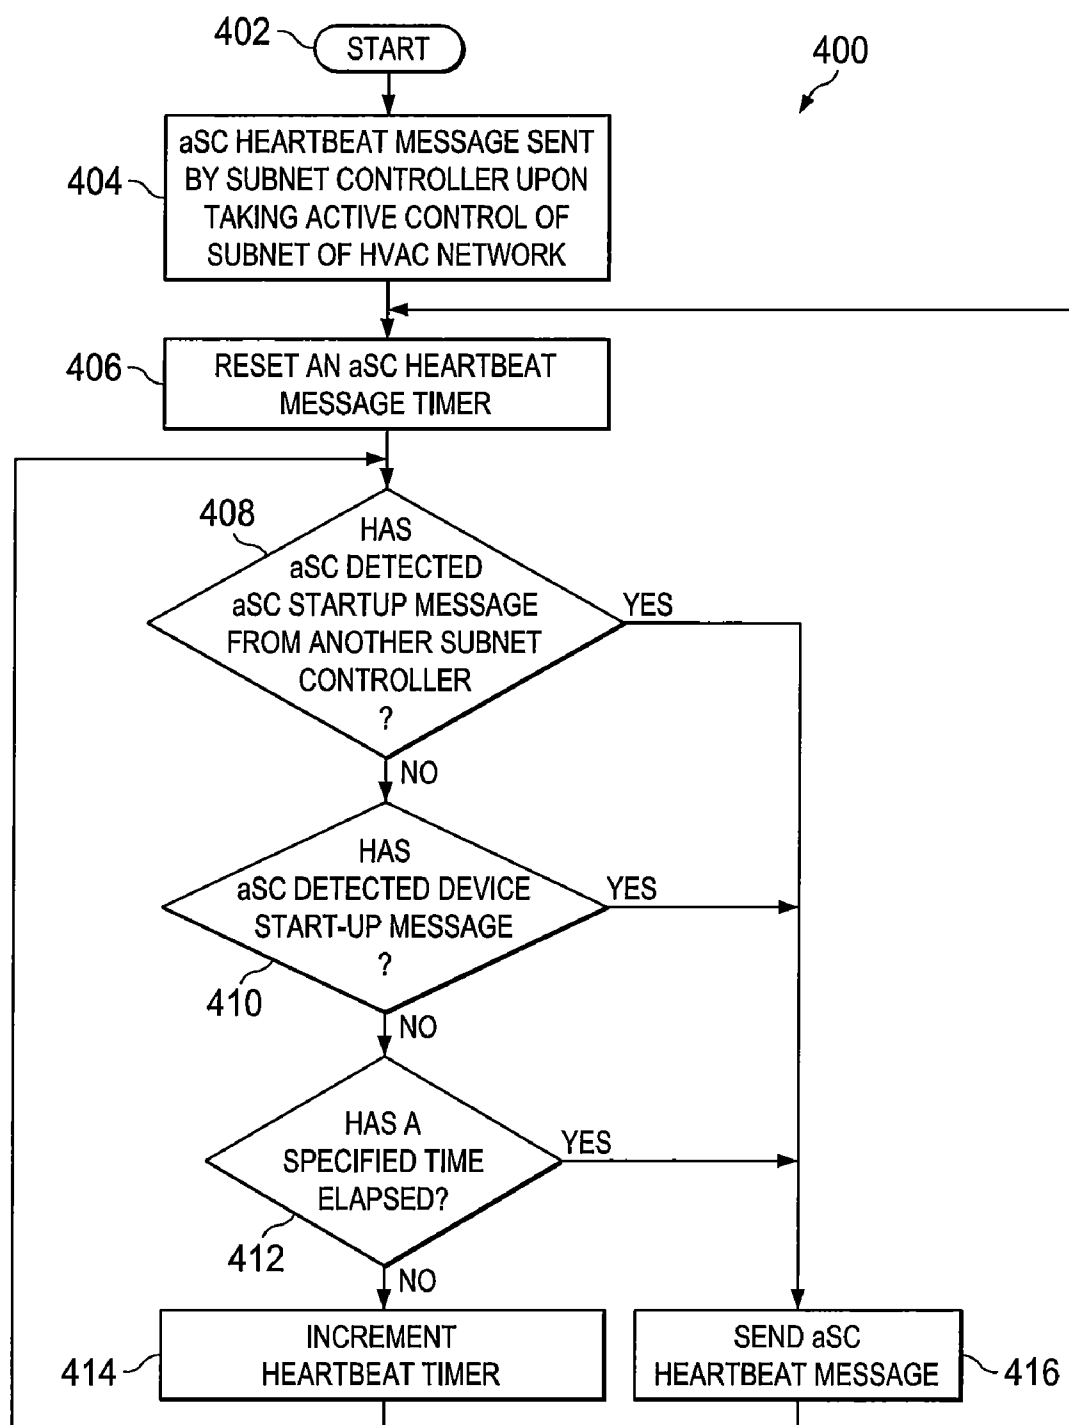 402
START
400
aSC HEARTBEAT MESSAGE SENT
BY SUBNET CONTROLLER UPON
TAKING ACTIVE CONTROL OF
SUBNET OF HVAC NETWORK
404
RESET AN aSC HEARTBEAT
MESSAGE TIMER
406
408
HAS
aSC DETECTED
aSC STARTUP MESSAGE
FROM ANOTHER SUBNET
CONTROLLER
?
YES
NO
HAS
aSC DETECTED DEVICE
START-UP MESSAGE
?
YES
410
NO
HAS A
SPECIFIED TIME
ELAPSED?
YES
412
NO
INCREMENT
HEARTBEAT TIMER
414
SEND aSC
HEARTBEAT MESSAGE
416